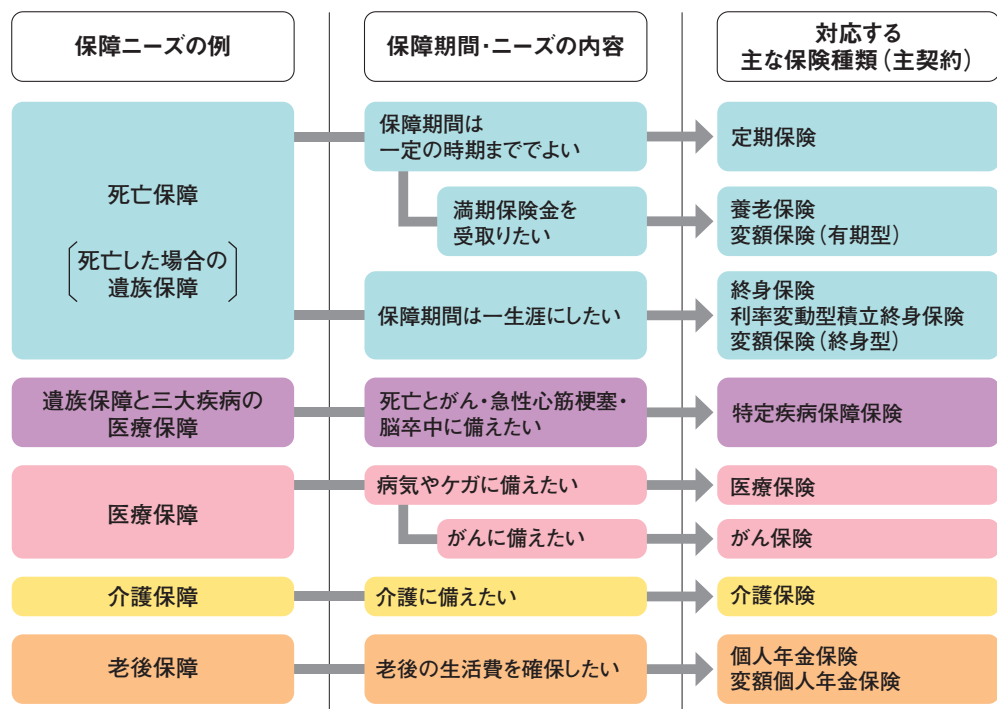 保障ニーズの例
保障期間・ニーズの内容
対応する
主な保険種類(主契約)
死亡保障
死亡した場合の
遺族保障
保障期間は
一定の時期まででよい
定期保険
満期保険金を
受取りたい
養老保険
変額保険(有期型)
保障期間は一生涯にしたい
終身保険
利率変動型積立終身保険
変額保険(終身型)
遺族保障と三大疾病の
医療保障
死亡とがん・急性心筋梗塞・
脳卒中に備えたい
特定疾病保障保険
医療保障
病気やケガに備えたい
医療保険
がんに備えたい
がん保険
介護保障
介護に備えたい
介護保険
老後保障
老後の生活費を確保したい
個人年金保険
変額個人年金保険